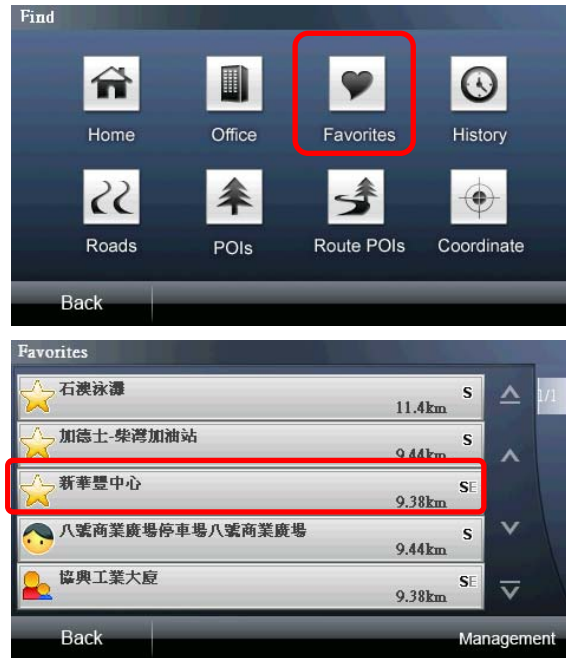 Find
Home Office Favorites History
Roads POIs Route POIs Coordinate
Back
Favorites
石澳泳灘 S
11.4km
1/1
加德士-柴灣加油站 S
9.44km
新華豐中心 SE
9.38km
八號商業廣場停車場八號商業廣場 S
9.44km
協興工業大廈 SE
9.38km
Back Management